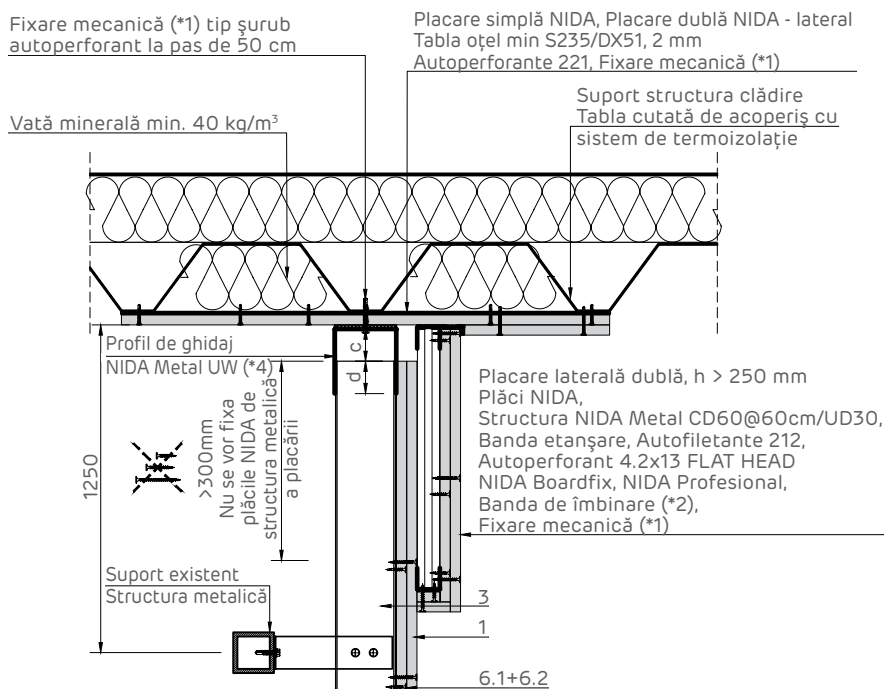 Fixare mecanică (*1) tip șurub
autoperforant la pas de 50 cm
Placare simplă NIDA, Placare dublă NIDA - lateral
Tabla oțel min S235/DX51, 2 mm
Autoperforante 221, Fixare mecanică (*1)
Suport structura clădire
Tabla cutată de acoperiș cu
sistem de termoizolație
Vată minerală min. 40 kg/m³
Profil de ghidaj
NIDA Metal UW (*4)
c
d
1250
>300mm
Nu se vor fixa
plăcile NIDA de
structura metalică
a placării
Placare laterală dublă, h > 250 mm
Plăci NIDA,
Structura NIDA Metal CD60@60cm/UD30,
Banda etanșare, Autofiletante 212,
Autoperforant 4.2x13 FLAT HEAD
NIDA Boardfix, NIDA Profesional,
Banda de îmbinare (*2),
Fixare mecanică (*1)
Suport existent
Structura metalică
3
1
6.1+6.2